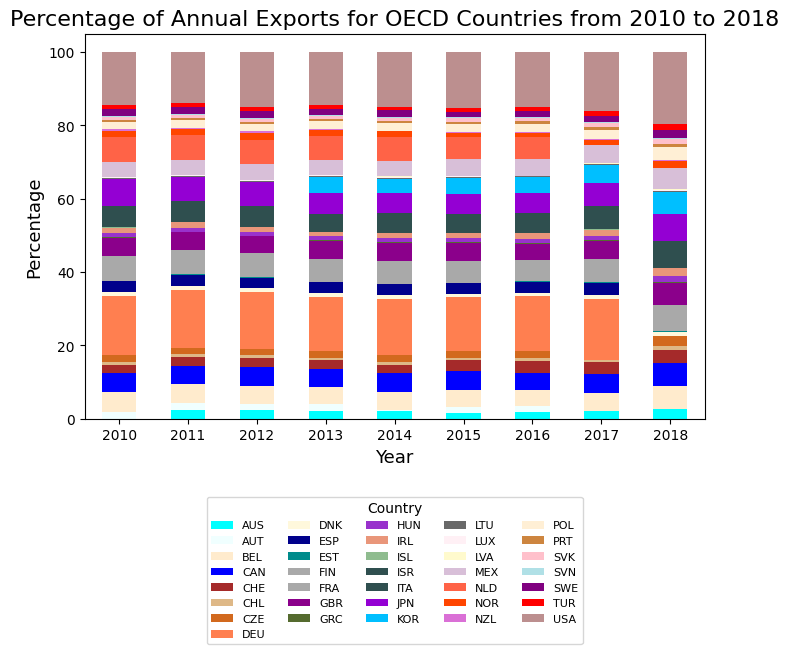 Percentage of Annual Exports for OECD Countries from 2010 to 2018
Percentage
100
80
60
40
20
0
2010 2011 2012 2013 2014 2015 2016 2017 2018
Year
Country
AUS DNK HUN LTU POL
AUT ESP IRL LUX PRT
BEL EST ISL LVA SVK
CAN FIN ISR MEX SVN
CHE FRA ITA NLD SWE
CHL GBR JPN NOR TUR
CZE GRC KOR NZL USA
DEU